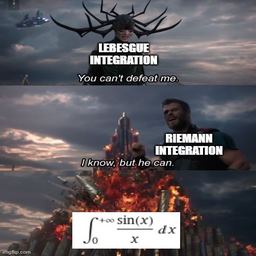 LEBESGUE
INTEGRATION
You can't defeat me.
RIEMANN
INTEGRATION
I know, but he can.
∫₀^{+∞} sin(x)/x dx
imgflip.com